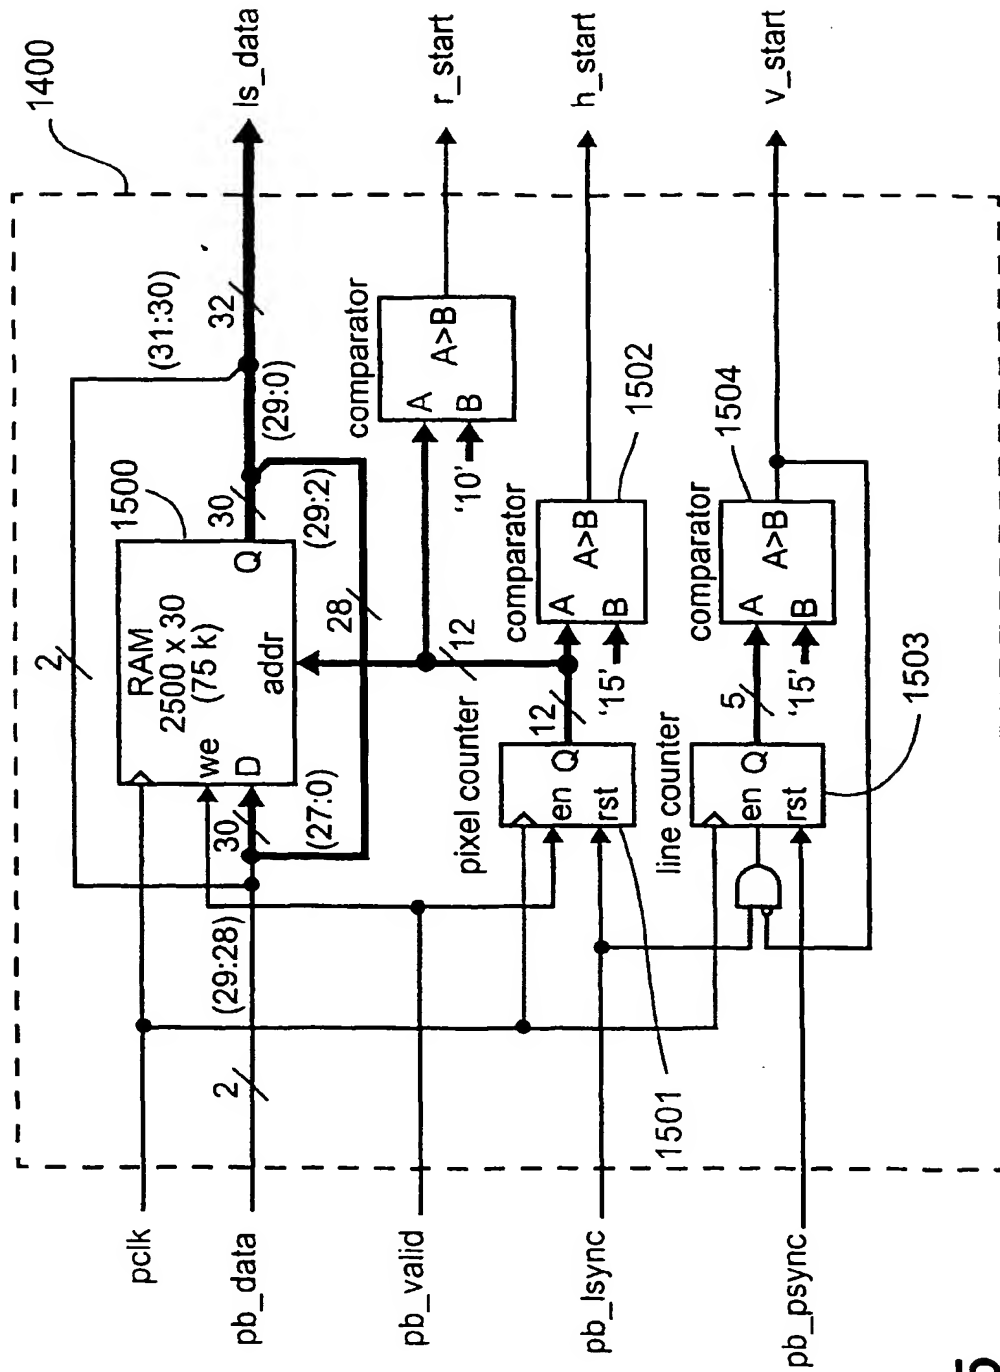 1400
pclk
pb_data
pb_valid
pb_lsync
pb_psync
2
(29:28)
2
we
D
30
(27:0)
RAM
2500 x 30
(75 k)
addr
Q
1500
30
(29:2)
28
(31:30)
(29:0)
32
ls_data
comparator
A
B
A>B
'10'
r_start
12
pixel counter
en
Q
rst
1501
12
'15'
comparator
A
B
A>B
1502
h_start
line counter
en
Q
rst
1503
5
'15'
comparator
A
B
A>B
1504
v_start